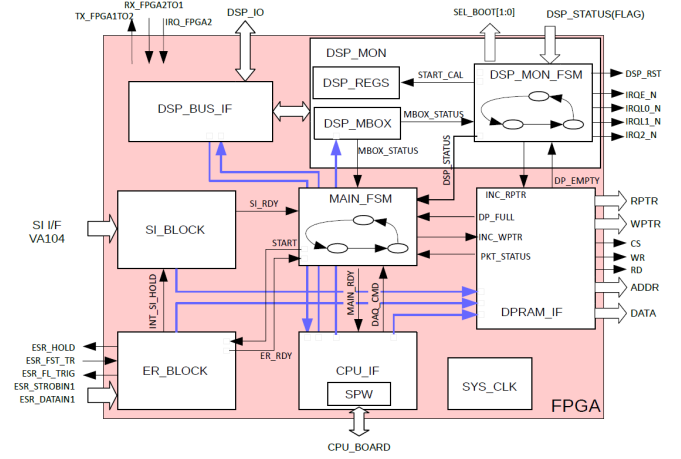 RX_FPGA2TO1
TX_FPGA1TO2
IRQ_FPGA2
DSP_IO
SEL_BOOT[1:0]
DSP_STATUS(FLAG)
DSP_MON
DSP_REGS
START_CAL
DSP_MON_FSM
DSP_RST
IRQE_N
IRQL0_N
IRQL1_N
IRQ2_N
DSP_BUS_IF
DSP_MBOX
MBOX_STATUS
MBOX_STATUS
DSP_STATUS
DP_EMPTY
INC_RPTR
SI I/F
VA104
SI_BLOCK
SI_RDY
MAIN_FSM
DP_FULL
INC_WPTR
PKT_STATUS
START
RPTR
WPTR
CS
WR
RD
ADDR
DATA
INT_SI_HOLD
MAIN_RDY
DAQ_CMD
DPRAM_IF
ESR_HOLD
ESR_FST_TR
ESR_FL_TRIG
ESR_STROBIN1
ESR_DATAIN1
ER_BLOCK
ER_RDY
CPU_IF
SPW
SYS_CLK
FPGA
CPU_BOARD